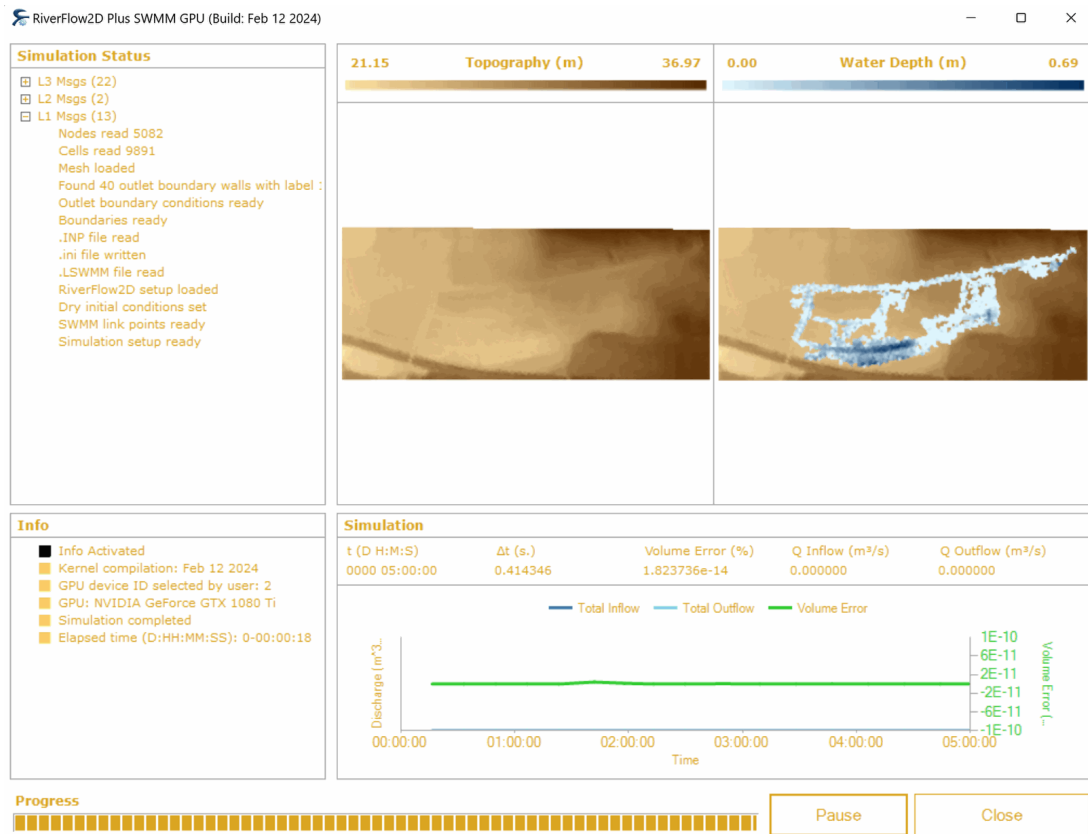 RiverFlow2D Plus SWMM GPU (Build: Feb 12 2024)
Simulation Status
L3 Msgs (22)
L2 Msgs (2)
L1 Msgs (13)
Nodes read 5082
Cells read 9891
Mesh loaded
Found 40 outlet boundary walls with label
Outlet boundary conditions ready
Boundaries ready
.INP file read
.ini file written
.LSWMM file read
RiverFlow2D setup loaded
Dry initial conditions set
SWMM link points ready
Simulation setup ready
21.15 Topography (m) 36.97
0.00 Water Depth (m) 0.69
Info
Info Activated
Kernel compilation: Feb 12 2024
GPU device ID selected by user: 2
GPU: NVIDIA GeForce GTX 1080 Ti
Simulation completed
Elapsed time (D:HH:MM:SS): 0-00:00:18
Simulation
t (D H:M:S) Δt (s.) Volume Error (%) Q Inflow (m³/s) Q Outflow (m³/s)
0000 05:00:00 0.414346 1.823736e-14 0.000000 0.000000
Total Inflow Total Outflow Volume Error
Discharge (m^3...
1E-10
6E-11
2E-11
-2E-11
-6E-11
-1E-10
Volume Error (...
00:00:00 01:00:00 02:00:00 03:00:00 04:00:00 05:00:00
Time
Progress
Pause
Close